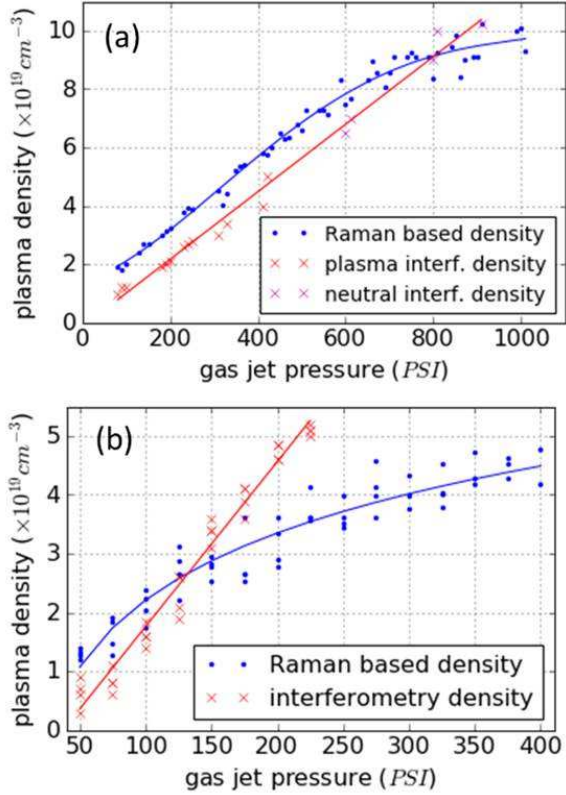 (a)
10
8
6
4
2
0
plasma density (×10^19 cm^−3)
Raman based density
plasma interf. density
neutral interf. density
0 200 400 600 800 1000
gas jet pressure (PSI)
(b)
5
4
3
2
1
0
plasma density (×10^19 cm^−3)
Raman based density
interferometry density
50 100 150 200 250 300 350 400
gas jet pressure (PSI)